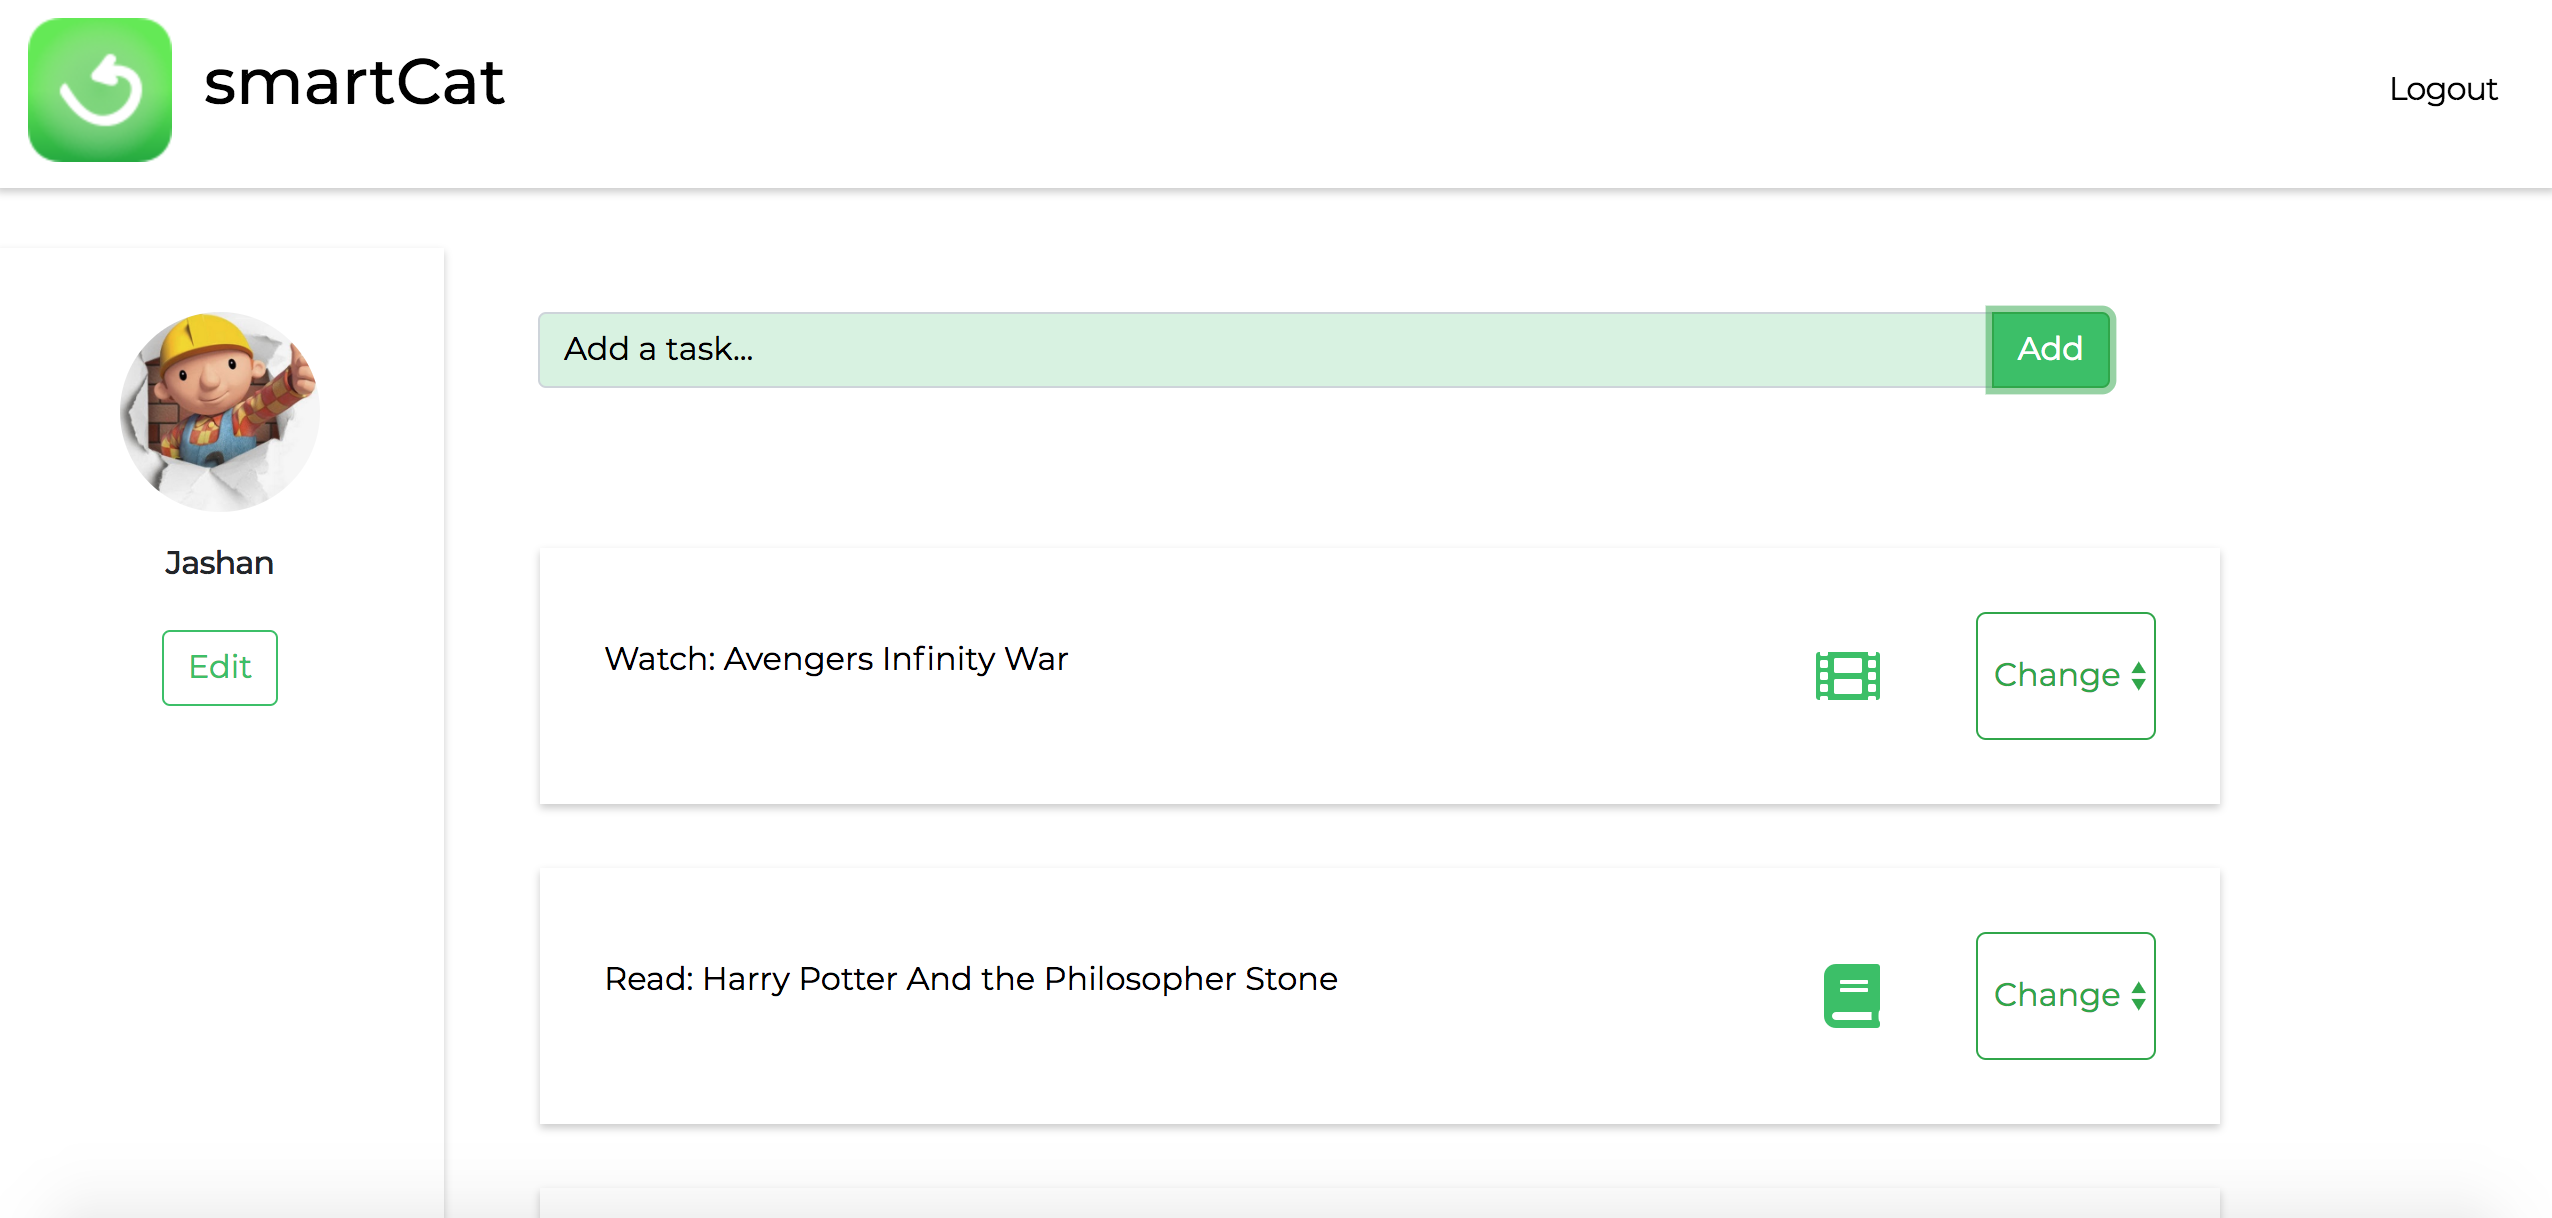 smartCat
Logout
Add a task...
Add
Jashan
Edit
Watch: Avengers Infinity War
Change
Read: Harry Potter And the Philosopher Stone
Change